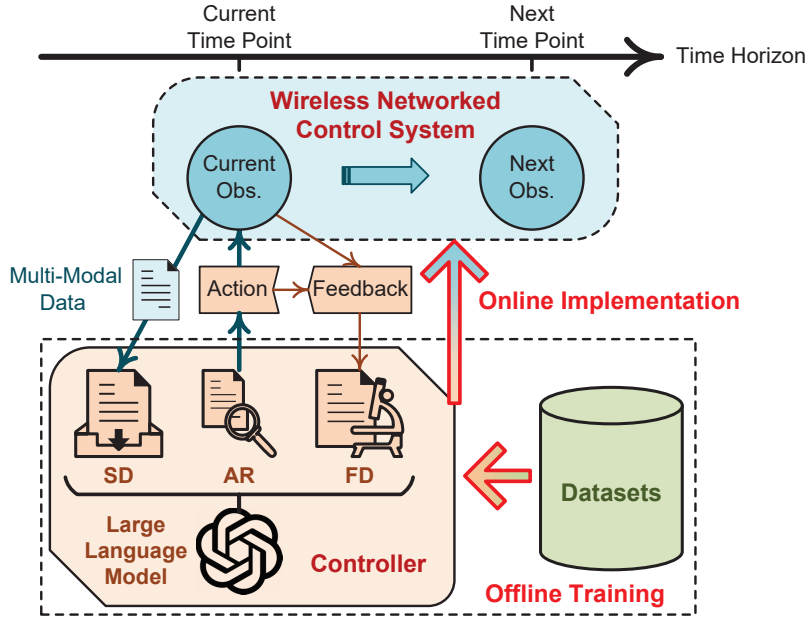 Current
Time Point
Next
Time Point
Time Horizon
Wireless Networked
Control System
Current
Obs.
Next
Obs.
Multi-Modal
Data
Action
Feedback
Online Implementation
SD
AR
FD
Datasets
Large
Language
Model
Controller
Offline Training